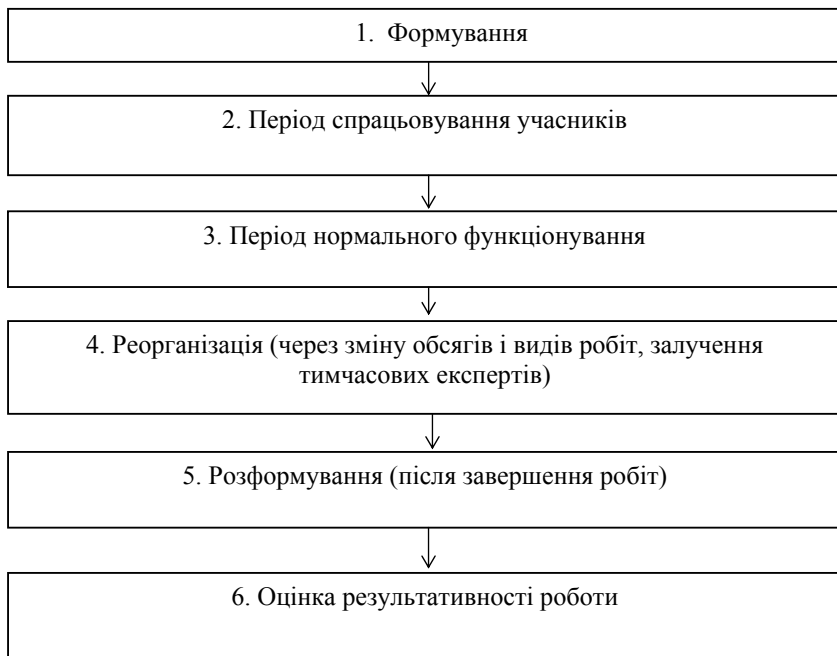 1. Формування
2. Період спрацьовування учасників
3. Період нормального функціонування
4. Реорганізація (через зміну обсягів і видів робіт, залучення
тимчасових експертів)
5. Розформування (після завершення робіт)
6. Оцінка результативності роботи